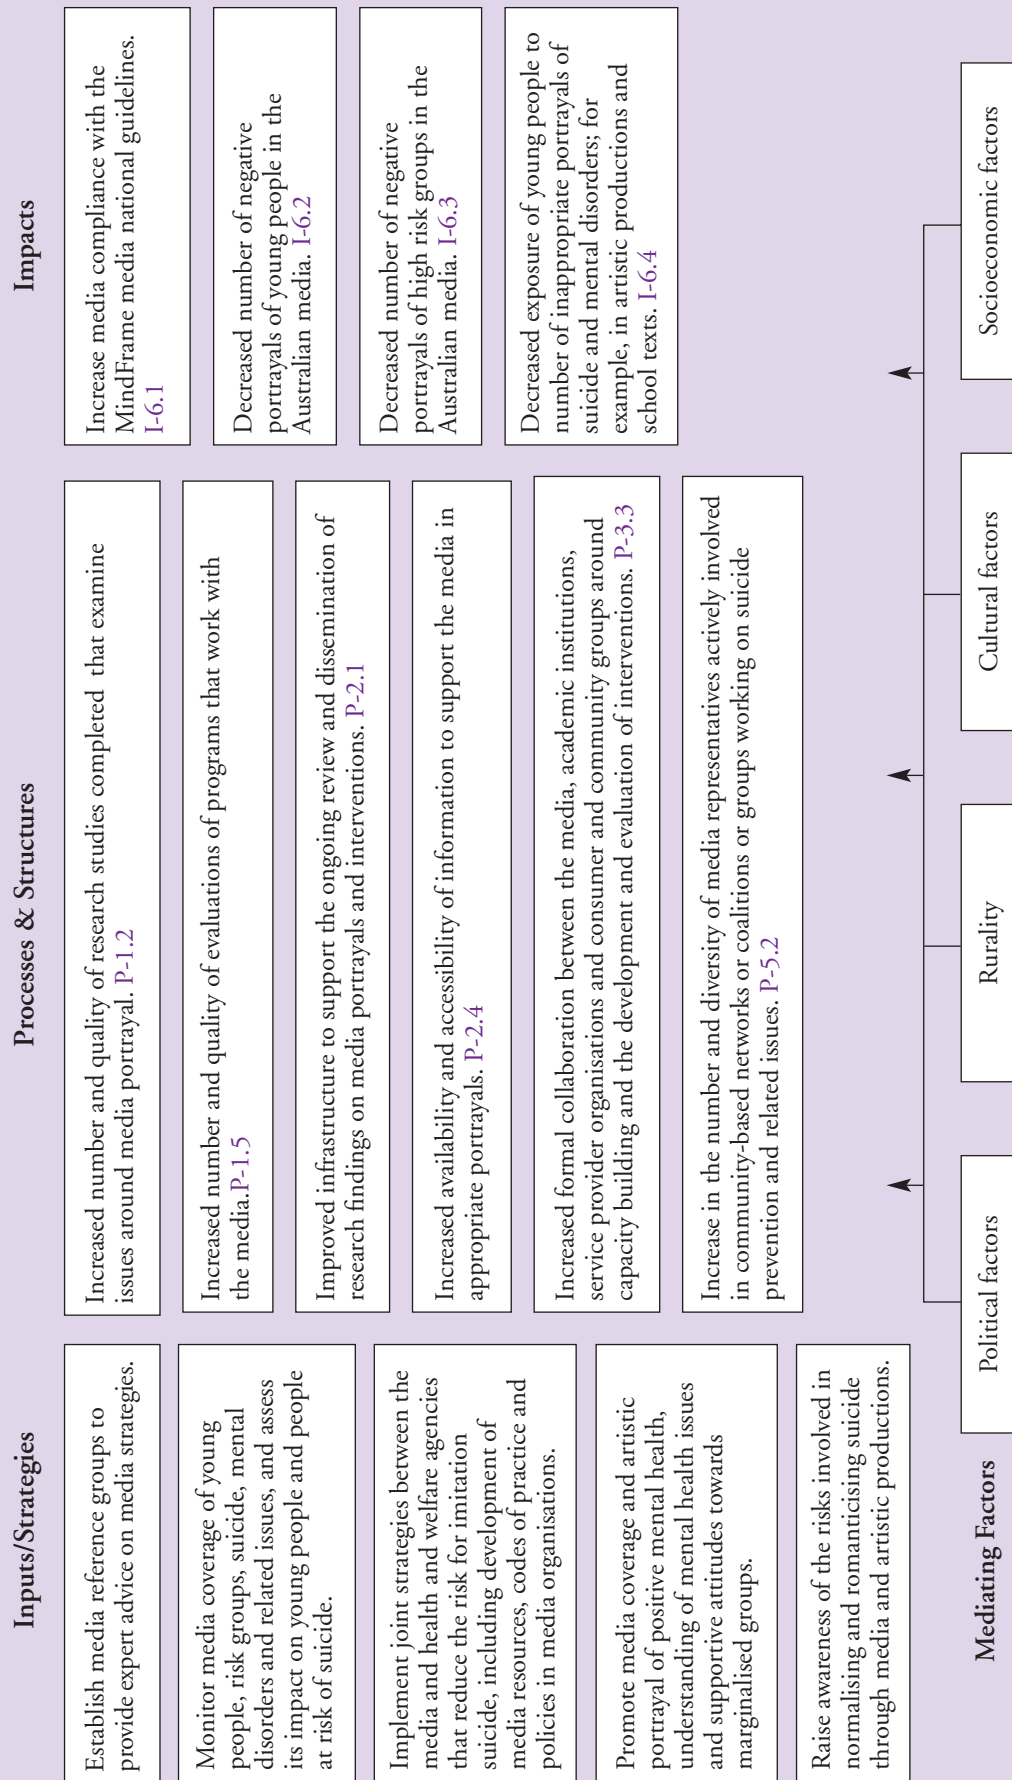 Inputs/Strategies
Establish media reference groups to
provide expert advice on media strategies.
Monitor media coverage of young
people, risk groups, suicide, mental
disorders and related issues, and assess
its impact on young people and people
at risk of suicide.
Implement joint strategies between the
media and health and welfare agencies
that reduce the risk for imitation
suicide, including development of
media resources, codes of practice and
policies in media organisations.
Promote media coverage and artistic
portrayal of positive mental health,
understanding of mental health issues
and supportive attitudes towards
marginalised groups.
Raise awareness of the risks involved in
normalising and romanticising suicide
through media and artistic productions.
Processes & Structures
Increased number and quality of research studies completed that examine
issues around media portrayal. P-1.2
Increased number and quality of evaluations of programs that work with
the media.P-1.5
Improved infrastructure to support the ongoing review and dissemination of
research findings on media portrayals and interventions. P-2.1
Increased availability and accessibility of information to support the media in
appropriate portrayals. P-2.4
Increased formal collaboration between the media, academic institutions,
service provider organisations and consumer and community groups around
capacity building and the development and evaluation of interventions. P-3.3
Increase in the number and diversity of media representatives actively involved
in community-based networks or coalitions or groups working on suicide
prevention and related issues. P-5.2
Impacts
Increase media compliance with the
MindFrame media national guidelines.
I-6.1
Decreased number of negative
portrayals of young people in the
Australian media. I-6.2
Decreased number of negative
portrayals of high risk groups in the
Australian media. I-6.3
Decreased exposure of young people to
number of inappropriate portrayals of
suicide and mental disorders; for
example, in artistic productions and
school texts. I-6.4
Mediating Factors
Political factors
Rurality
Cultural factors
Socioeconomic factors